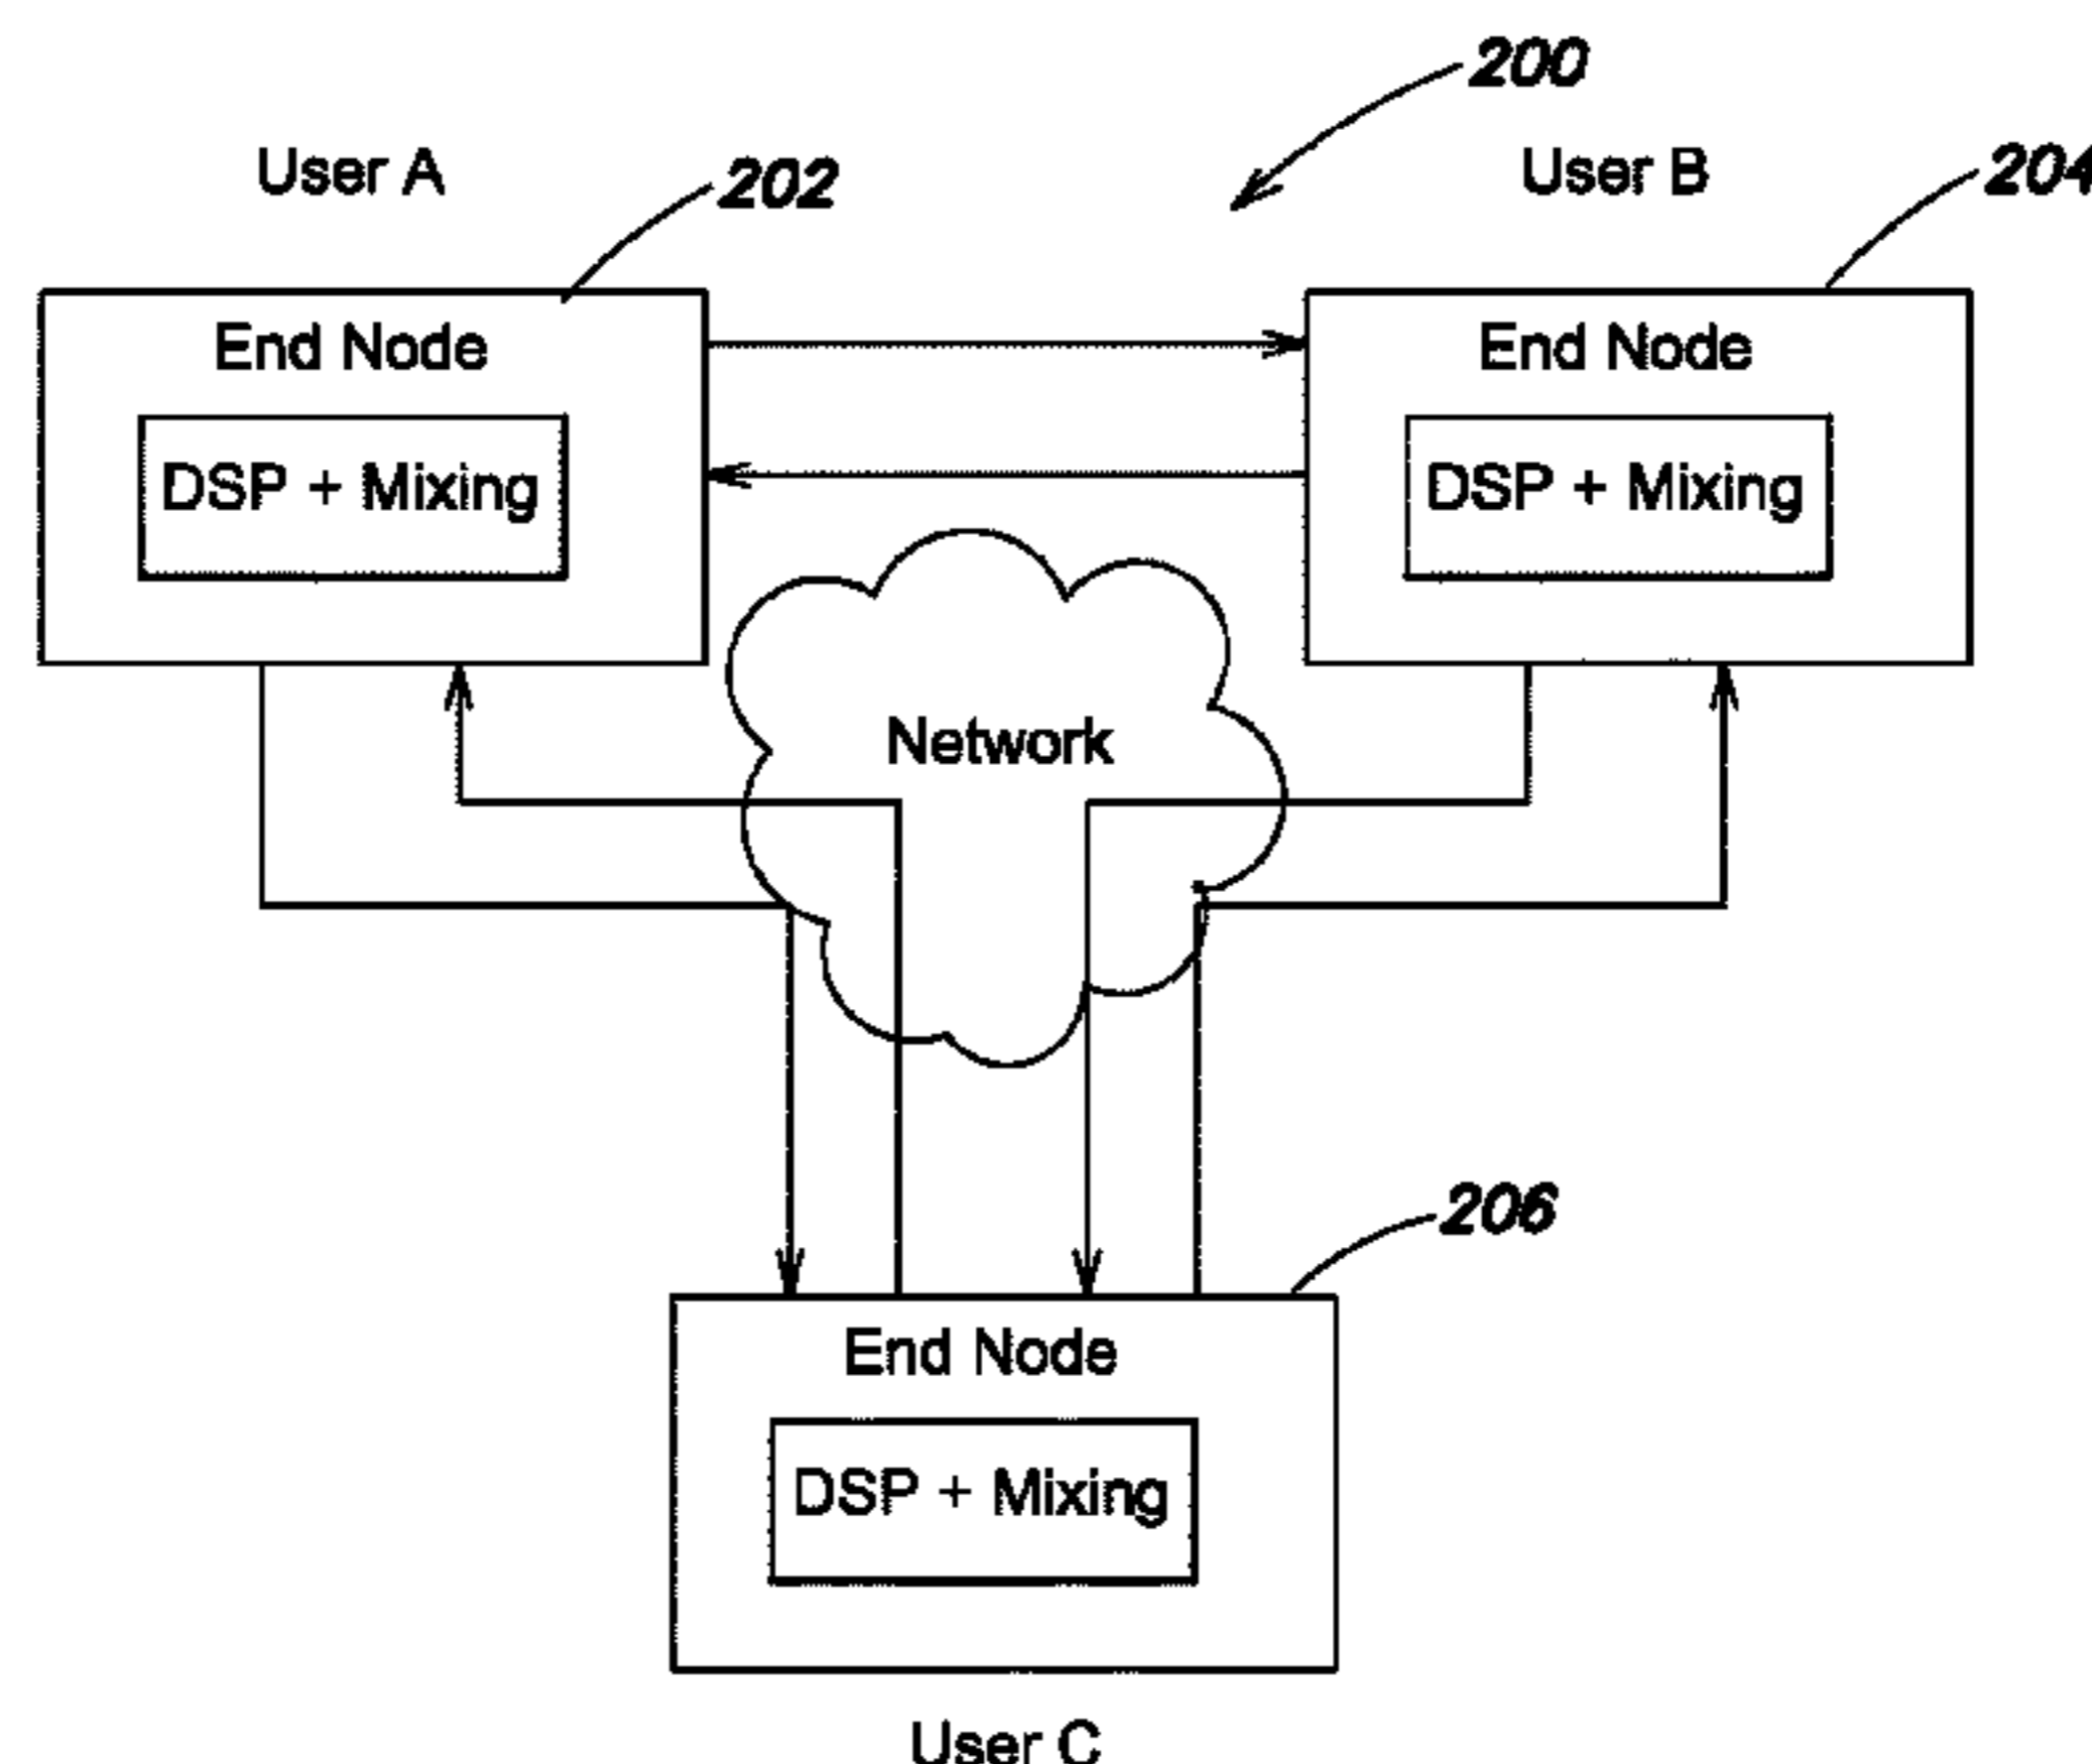 200
User A
202
User B
204
End Node
DSP + Mixing
End Node
DSP + Mixing
Network
206
End Node
DSP + Mixing
User C